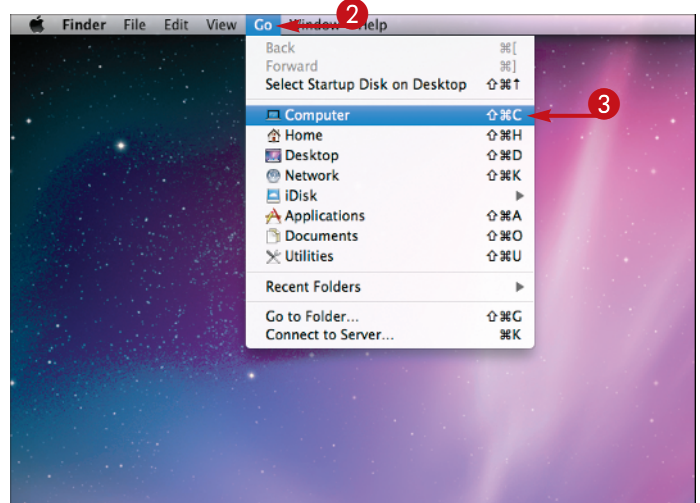 Finder File Edit View Go Window Help
2
Back ⌘[
Forward ⌘]
Select Startup Disk on Desktop ⇧⌘↑
3
Computer ⇧⌘C
Home ⇧⌘H
Desktop ⇧⌘D
Network ⇧⌘K
iDisk ▶
Applications ⇧⌘A
Documents ⇧⌘O
Utilities ⇧⌘U
Recent Folders ▶
Go to Folder... ⇧⌘G
Connect to Server... ⌘K